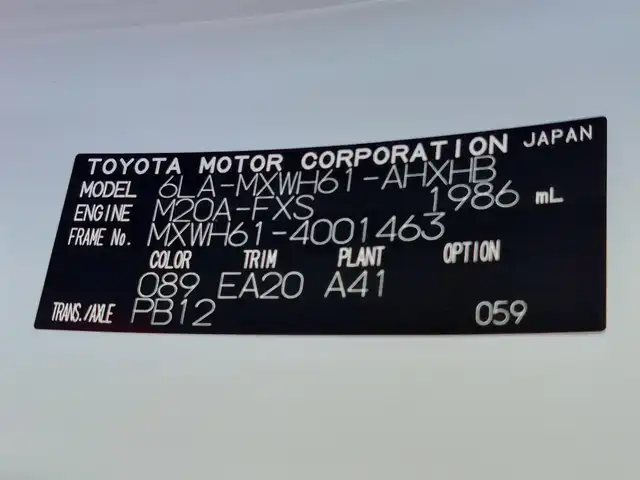 TOYOTA MOTOR CORPORATION JAPAN
MODEL 6LA-MXWH61-AHXHB
ENGINE M20A-FXS 1986 mL
FRAME No. MXWH61-4001463
COLOR TRIM PLANT OPTION
089 EA20 A41
TRANS./AXLE PB12 059